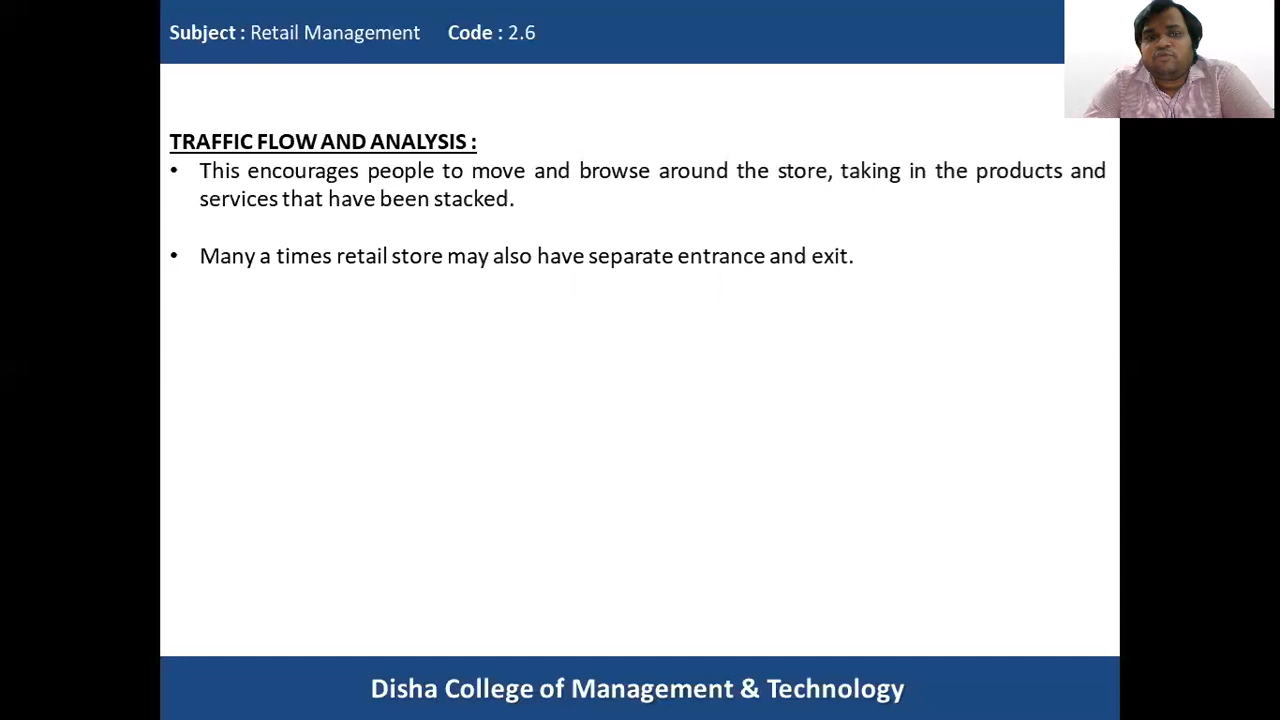 Subject : Retail Management Code : 2.6
TRAFFIC FLOW AND ANALYSIS :
• This encourages people to move and browse around the store, taking in the products and
services that have been stacked.
• Many a times retail store may also have separate entrance and exit.
Disha College of Management & Technology